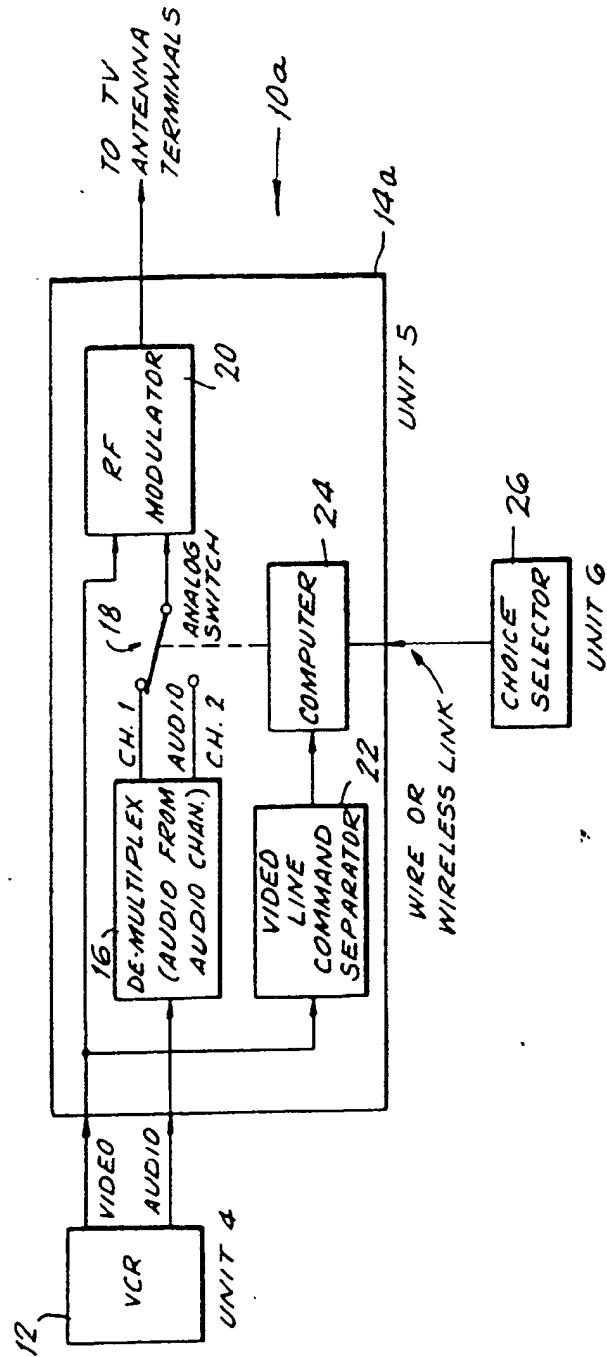 12
VCR
UNIT 4
VIDEO
AUDIO
16
DE-MULTIPLEX
(AUDIO FROM
AUDIO CHAN.)
CH. 1
AUDIO
CH. 2
18
ANALOG
SWITCH
RF
MODULATOR
20
TO TV
ANTENNA
TERMINALS
10a
14a
VIDEO
LINE
COMMAND
SEPARATOR
22
COMPUTER
24
UNIT 5
WIRE OR
WIRELESS LINK
CHOICE
SELECTOR
26
UNIT 6